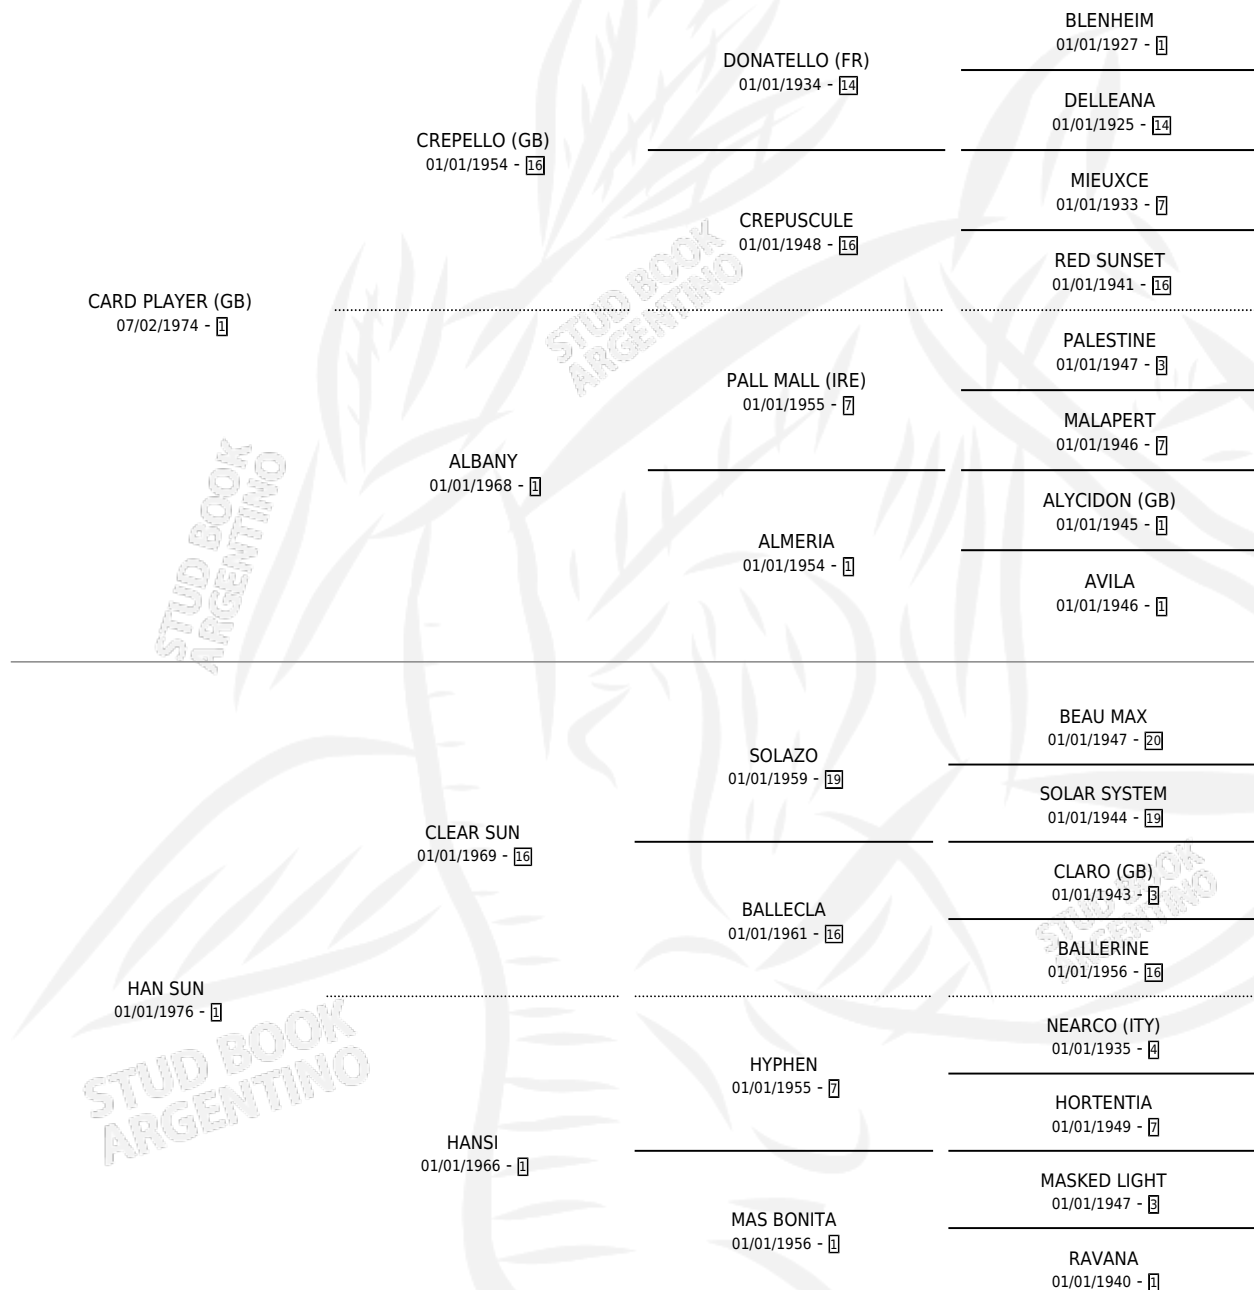 BLENHEIM
01/01/1927 - 1
DONATELLO (FR)
01/01/1934 - 14
DELLEANA
01/01/1925 - 14
CREPELLO (GB)
01/01/1954 - 16
MIEUXCE
01/01/1933 - 7
CREPUSCULE
01/01/1948 - 16
RED SUNSET
01/01/1941 - 16
CARD PLAYER (GB)
07/02/1974 - 1
STUD BOOK
ARGENTINO
PALESTINE
01/01/1947 - 3
PALL MALL (IRE)
01/01/1955 - 7
MALAPERT
01/01/1946 - 7
ALBANY
01/01/1968 - 1
ALYCIDON (GB)
01/01/1945 - 1
ALMERIA
01/01/1954 - 1
AVILA
01/01/1946 - 1
STUD BOOK
ARGENTINO
BEAU MAX
01/01/1947 - 20
SOLAZO
01/01/1959 - 19
SOLAR SYSTEM
01/01/1944 - 19
CLEAR SUN
01/01/1969 - 16
CLARO (GB)
01/01/1943 - 3
BALLECLA
01/01/1961 - 16
STUD BOOK
ARGENTINO
BALLERINE
01/01/1956 - 16
HAN SUN
01/01/1976 - 1
NEARCO (ITY)
01/01/1935 - 4
HYPHEN
01/01/1955 - 7
HORTENTIA
01/01/1949 - 7
STUD BOOK
ARGENTINO
HANSI
01/01/1966 - 1
MASKED LIGHT
01/01/1947 - 3
MAS BONITA
01/01/1956 - 1
RAVANA
01/01/1940 - 1